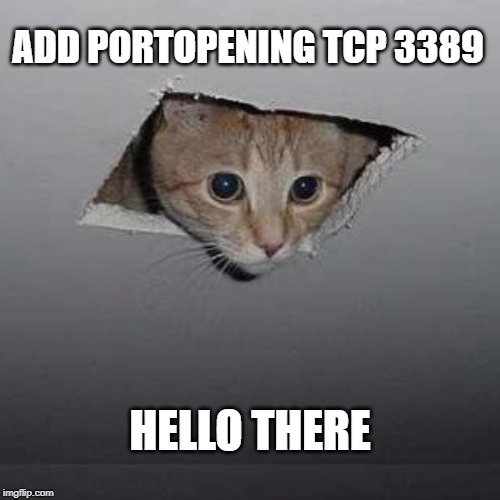 ADD PORTOPENING TCP 3389
HELLO THERE
imgflip.com